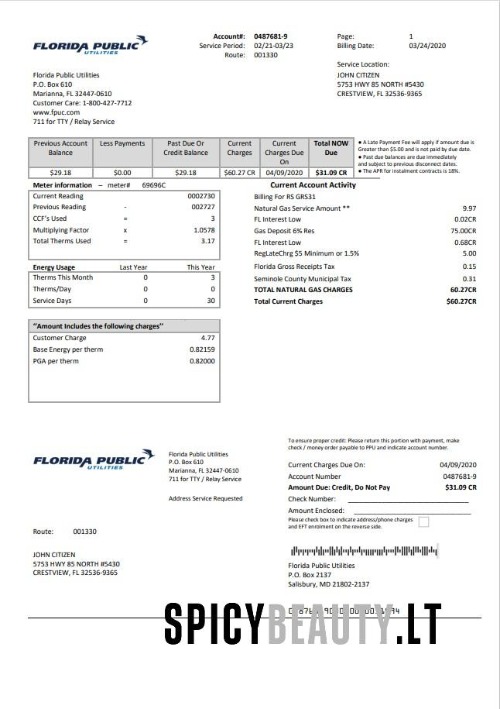 FLORIDA PUBLIC
UTILITIES
Account#: 0487681-9
Service Period: 02/21-03/23
Route: 001330
Page: 1
Billing Date: 03/24/2020
Service Location:
JOHN CITIZEN
5753 HWY 85 NORTH #5430
CRESTVIEW, FL 32536-9365
Florida Public Utilities
P.O. Box 610
Marianna, FL 32447-0610
Customer Care: 1-800-427-7712
www.fpuc.com
711 for TTY / Relay Service
Previous Account Balance Less Payments Past Due Or Credit Balance Current Charges Current Charges Due On Total NOW Due
$29.18 $0.00 $29.18 $60.27 CR 04/09/2020 $31.09 CR
• A Late Payment Fee will apply if amount due is
Greater than $5.00 and is not paid by due date.
• Past due balances are due immediately
and subject to previous disconnect dates.
• The APR for instalment contracts is 18%.
Meter information – meter# 69696C
Current Reading 0002730
Previous Reading - 002727
CCF's Used = 3
Multiplying Factor x 1.0578
Total Therms Used = 3.17
Energy Usage Last Year This Year
Therms This Month 0 3
Therms/Day 0 0
Service Days 0 30
Current Account Activity
Billing For RS GRS31
Natural Gas Service Amount ** 9.97
FL Interest Low 0.02CR
Gas Deposit 6% Res 75.00CR
FL Interest Low 0.68CR
RegLateChrg $5 Minimum or 1.5% 5.00
Florida Gross Receipts Tax 0.15
Seminole County Municipal Tax 0.31
TOTAL NATURAL GAS CHARGES 60.27CR
Total Current Charges $60.27CR
"Amount Includes the following charges"
Customer Charge 4.77
Base Energy per therm 0.82159
PGA per therm 0.82000
FLORIDA PUBLIC
UTILITIES
Florida Public Utilities
P.O. Box 610
Marianna, FL 32447-0610
711 for TTY / Relay Service
Address Service Requested
To ensure proper credit: Please return this portion with payment, make
check / money order payable to PPU and indicate account number.
Current Charges Due On: 04/09/2020
Account Number 0487681-9
Amount Due: Credit, Do Not Pay $31.09 CR
Check Number:
Amount Enclosed:
Please check box to indicate address/phone charges
and EFT enrolment on the reverse side.
Route: 001330
JOHN CITIZEN
5753 HWY 85 NORTH #5430
CRESTVIEW, FL 32536-9365
Florida Public Utilities
P.O. Box 2137
Salisbury, MD 21802-2137
SPICYBEAUTY.LT